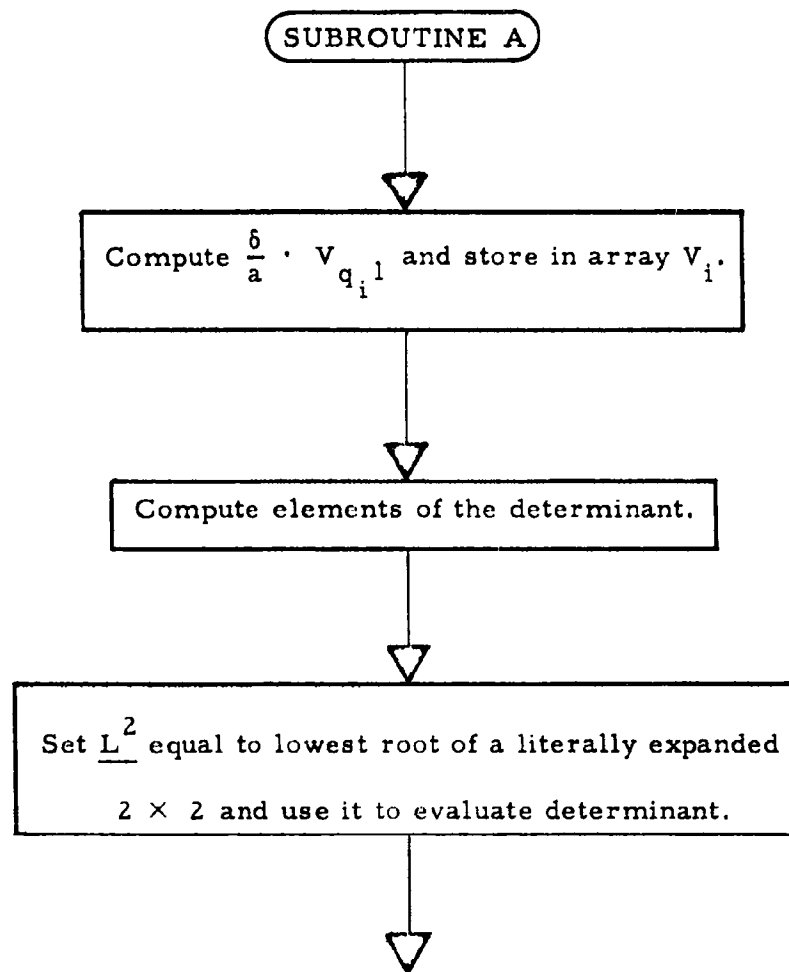 SUBROUTINE A
Compute δ/a · V_{q_i 1} and store in array V_i.
Compute elements of the determinant.
Set L² equal to lowest root of a literally expanded
2 × 2 and use it to evaluate determinant.